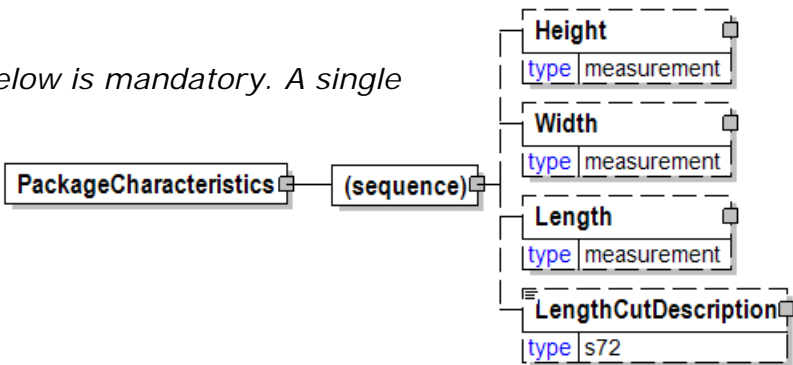 Height
type measurement
elow is mandatory. A single
Width
type measurement
PackageCharacteristics (sequence)
Length
type measurement
LengthCutDescription
type s72